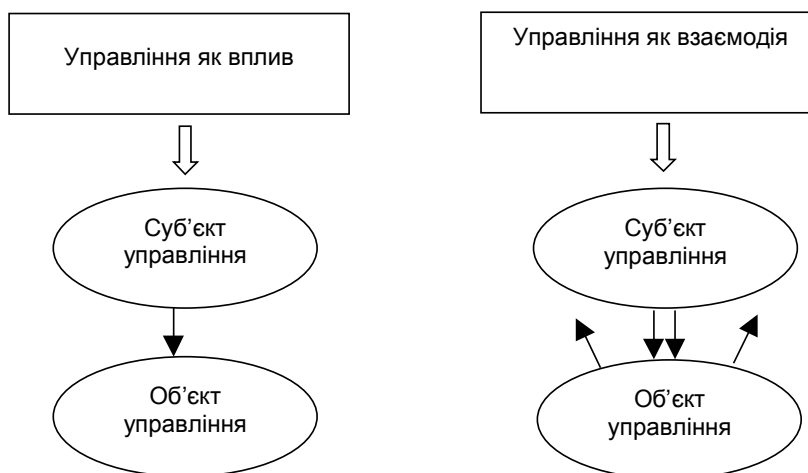 Управління як вплив
Управління як взаємодія
Суб’єкт
управління
Суб’єкт
управління
Об’єкт
управління
Об’єкт
управління